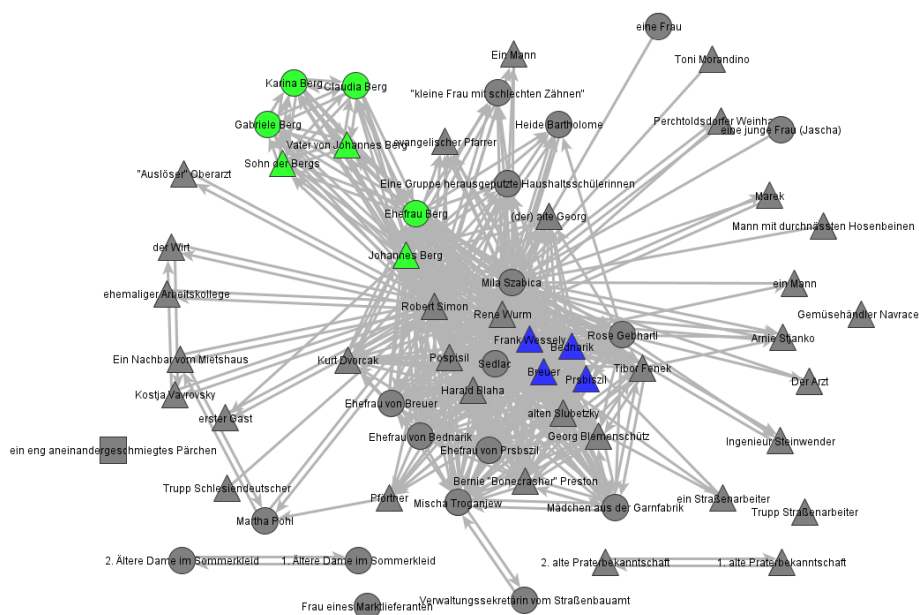 eine Frau
Ein Mann
Toni Morandino
Karina Berg
Claudia Berg
"kleine Frau mit schlechten Zähnen"
Gabriele Berg
Heide Bartholome
Perchtoldsdorfer Weinha
eine junge Frau (Jascha)
Vater von Johannes Berg
evangelischer Pfarrer
Sohn der Bergs
"Auslöser" Oberarzt
Eine Gruppe herausgeputzte Haushaltsschülerinnen
Marek
Ehefrau Berg
(der) alte Georg
Mann mit durchnässten Hosenbeinen
der Wirt
Johannes Berg
Mila Szabica
ein Mann
ehemaliger Arbeitskollege
Robert Simon
René Wurm
Gemüsehändler Navrace
Frank Wessely
Rose Gebhartl
Arnie Stjanko
Bednarik
Ein Nachbar vom Mietshaus
Kurt Dvorcak
Pospisil
Sedlac
Breuer
Prsbiszil
Tibor Fenek
Der Arzt
Kostja Vavrovsky
Harald Blaha
Ehefrau von Breuer
erster Gast
alten Slubetzky
Ehefrau von Bednarik
Georg Blemenschütz
Ingenieur Steinwender
ein eng aneinandergeschmiegtes Pärchen
Ehefrau von Prsbszil
Bernie "Bonecrasher" Preston
Trupp Schlesiendeutscher
Pförtner
Mischa Troganjew
Mädchen aus der Garnfabrik
ein Straßenarbeiter
Trupp Straßenarbeiter
Martha Pohl
2. Ältere Dame im Sommerkleid
1. Ältere Dame im Sommerkleid
2. alte Praterbekanntschaft
1. alte Praterbekanntschaft
Frau eines Marktlieferanten
Verwaltungssekretärin vom Straßenbauamt